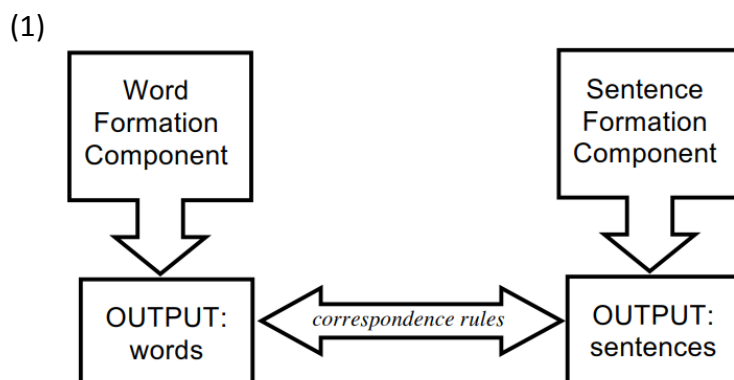 (1)
Word
Formation
Component
Sentence
Formation
Component
OUTPUT:
words
correspondence rules
OUTPUT:
sentences